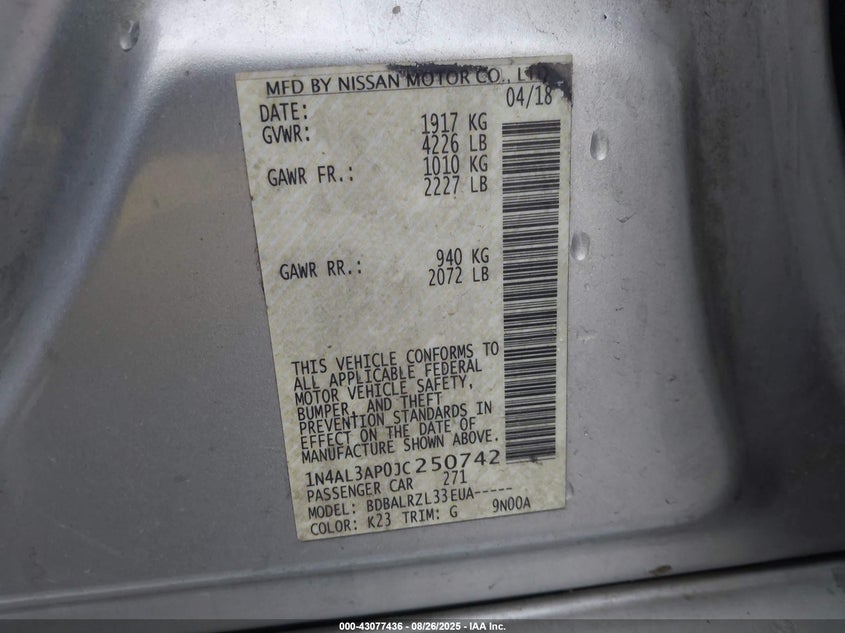 MFD BY NISSAN MOTOR CO., LTD.
DATE: 04/18
GVWR: 1917 KG
4226 LB
GAWR FR.: 1010 KG
2227 LB
GAWR RR.: 940 KG
2072 LB
THIS VEHICLE CONFORMS TO
ALL APPLICABLE FEDERAL
MOTOR VEHICLE SAFETY,
BUMPER, AND THEFT
PREVENTION STANDARDS IN
EFFECT ON THE DATE OF
MANUFACTURE SHOWN ABOVE.
1N4AL3AP0JC250742
PASSENGER CAR 271
MODEL: BDBALRZL33EUA-----
COLOR: K23 TRIM: G 9N00A
000-43077436 - 08/26/2025 - IAA Inc.